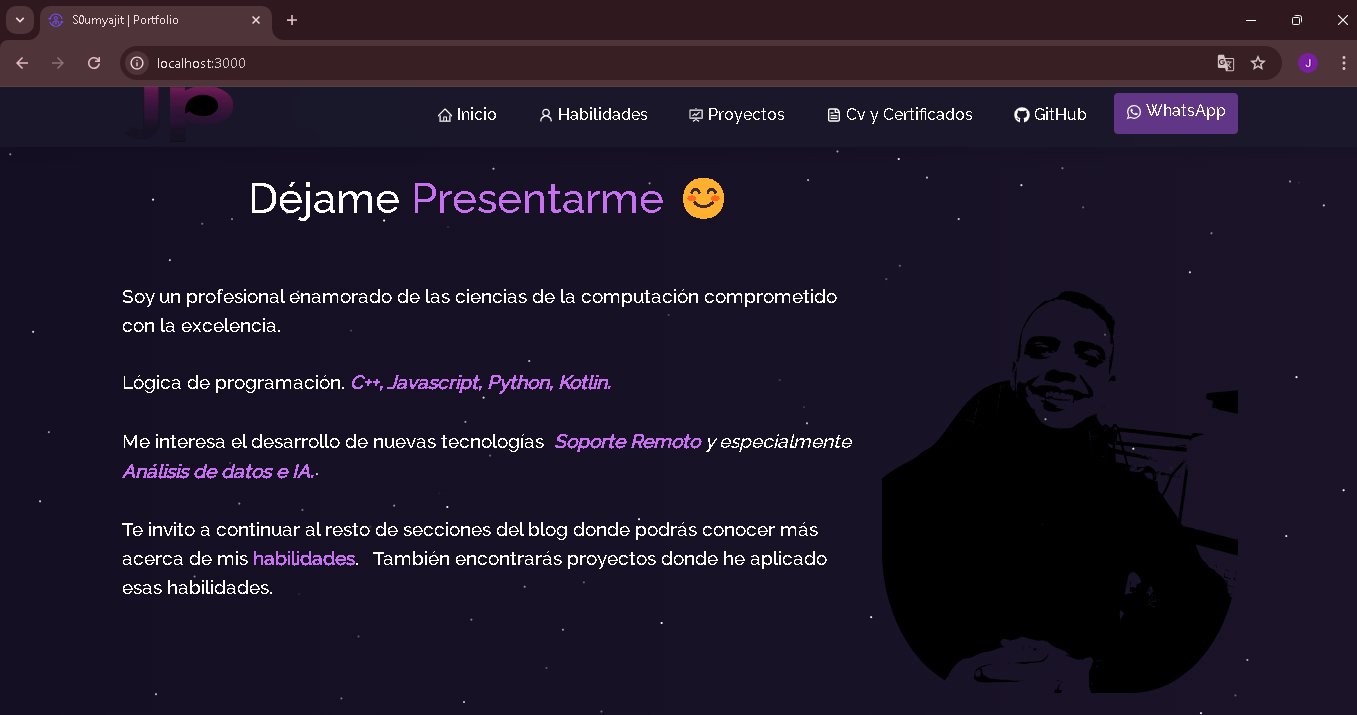 S0umyajit | Portfolio
localhost:3000
J
JP
Inicio
Habilidades
Proyectos
Cv y Certificados
GitHub
WhatsApp
Déjame Presentarme 😊
Soy un profesional enamorado de las ciencias de la computación comprometido
con la excelencia.
Lógica de programación. C++, Javascript, Python, Kotlin.
Me interesa el desarrollo de nuevas tecnologías Soporte Remoto y especialmente
Análisis de datos e IA.
Te invito a continuar al resto de secciones del blog donde podrás conocer más
acerca de mis habilidades. También encontrarás proyectos donde he aplicado
esas habilidades.